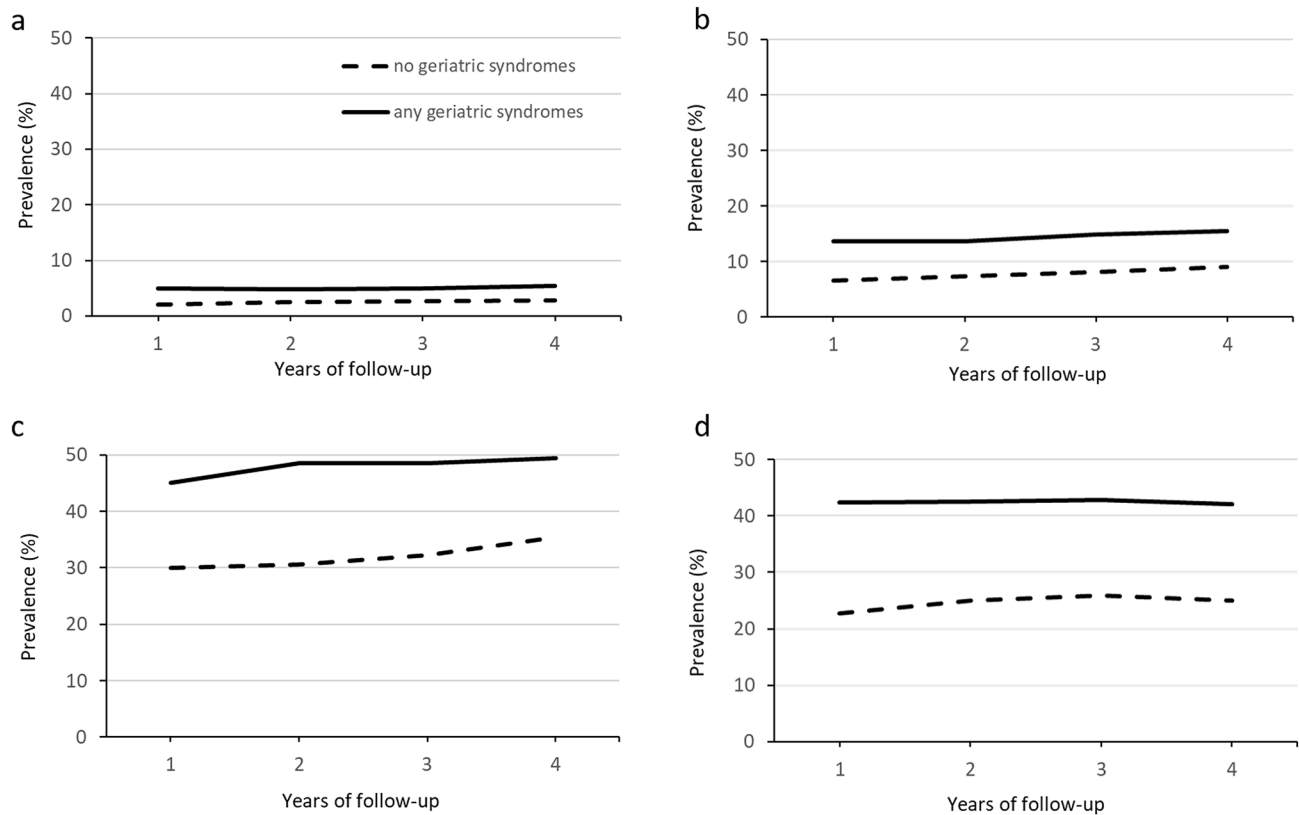 a
50
40
30
20
10
0
Prevalence (%)
no geriatric syndromes
any geriatric syndromes
1 2 3 4
Years of follow-up
b
50
40
30
20
10
0
Prevalence (%)
1 2 3 4
Years of follow-up
c
50
40
30
20
10
0
Prevalence (%)
1 2 3 4
Years of follow-up
d
50
40
30
20
10
0
Prevalence (%)
1 2 3 4
Years of follow-up